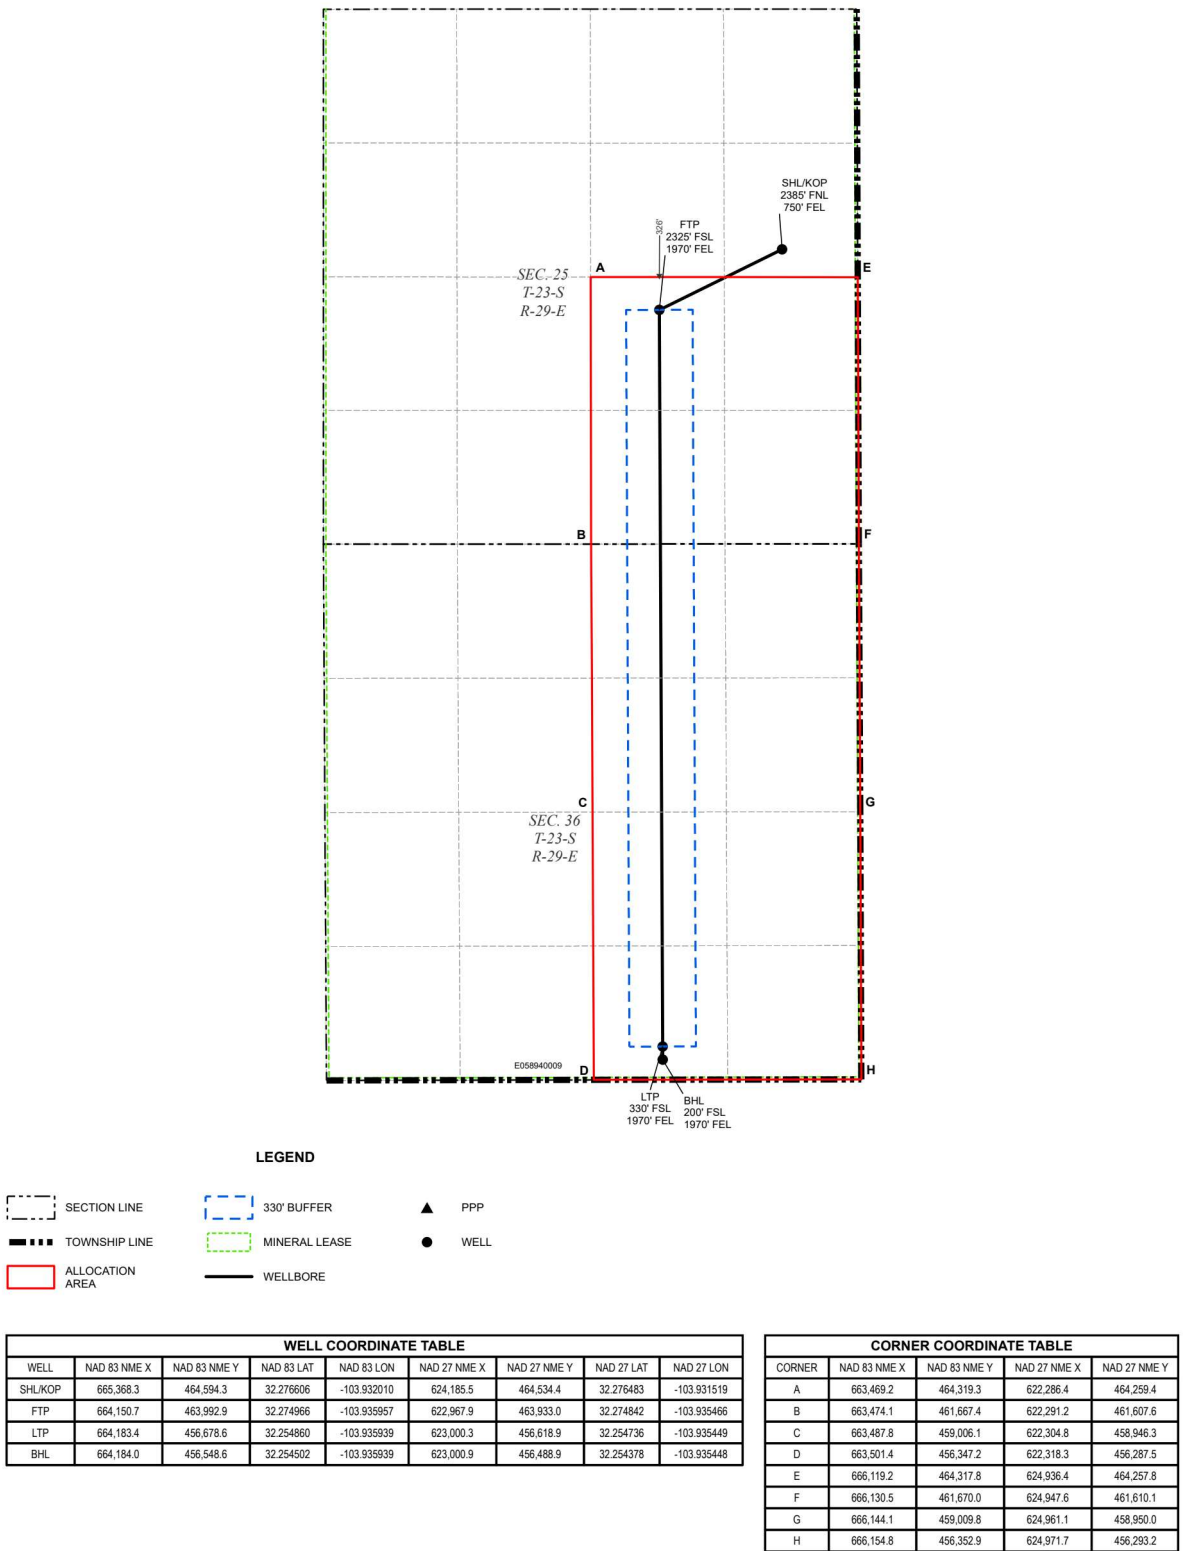 SHL/KOP
2385' FNL
750' FEL
326'
FTP
2325' FSL
1970' FEL
A
E
SEC. 25
T-23-S
R-29-E
B
F
C
G
SEC. 36
T-23-S
R-29-E
E058940009
D
H
LTP
330' FSL
1970' FEL
BHL
200' FSL
1970' FEL
LEGEND
SECTION LINE
330' BUFFER
PPP
TOWNSHIP LINE
MINERAL LEASE
WELL
ALLOCATION
AREA
WELLBORE
WELL COORDINATE TABLE
WELL NAD 83 NME X NAD 83 NME Y NAD 83 LAT NAD 83 LON NAD 27 NME X NAD 27 NME Y NAD 27 LAT NAD 27 LON
SHL/KOP 665,368.3 464,594.3 32.276606 -103.932010 624,185.5 464,534.4 32.276483 -103.931519
FTP 664,150.7 463,992.9 32.274966 -103.935957 622,967.9 463,933.0 32.274842 -103.935466
LTP 664,183.4 456,678.6 32.254860 -103.935939 623,000.3 456,618.9 32.254736 -103.935449
BHL 664,184.0 456,548.6 32.254502 -103.935939 623,000.9 456,488.9 32.254378 -103.935448
CORNER COORDINATE TABLE
CORNER NAD 83 NME X NAD 83 NME Y NAD 27 NME X NAD 27 NME Y
A 663,469.2 464,319.3 622,286.4 464,259.4
B 663,474.1 461,667.4 622,291.2 461,607.6
C 663,487.8 459,006.1 622,304.8 458,946.3
D 663,501.4 456,347.2 622,318.3 456,287.5
E 666,119.2 464,317.8 624,936.4 464,257.8
F 666,130.5 461,670.0 624,947.6 461,610.1
G 666,144.1 459,009.8 624,961.1 458,950.0
H 666,154.8 456,352.9 624,971.7 456,293.2